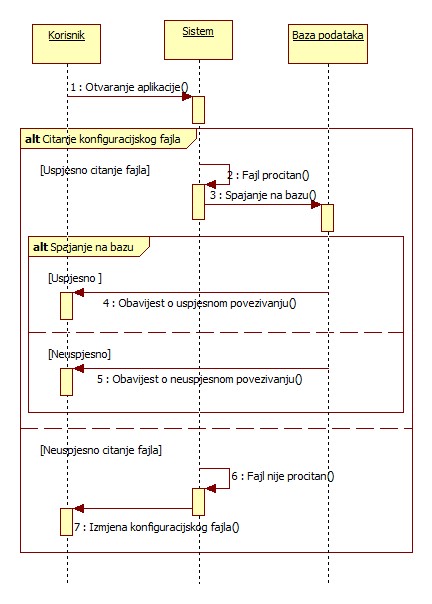 Korisnik
Sistem
Baza podataka
1 : Otvaranje aplikacije()
alt Citanje konfiguracijskog fajla
[Uspjesno citanje fajla]
2 : Fajl procitan()
3 : Spajanje na bazu()
alt Spajanje na bazu
[Uspjesno ]
4 : Obavijest o uspjesnom povezivanju()
[Neuspjesno]
5 : Obavijest o neuspjesnom povezivanju()
[Neuspjesno citanje fajla]
6 : Fajl nije procitan()
7 : Izmjena konfiguracijskog fajla()